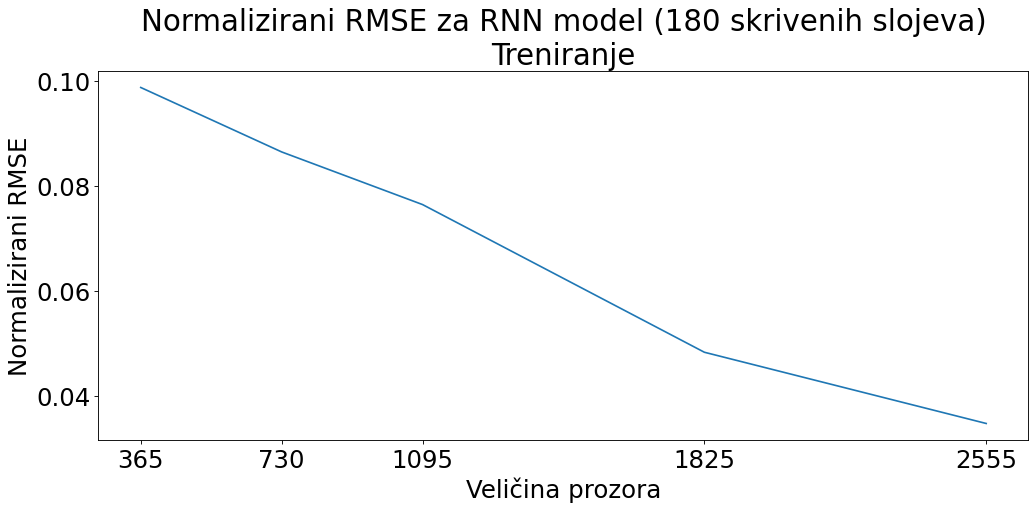 Normalizirani RMSE za RNN model (180 skrivenih slojeva)
Treniranje
Normalizirani RMSE
0.10
0.08
0.06
0.04
365 730 1095 1825 2555
Veličina prozora